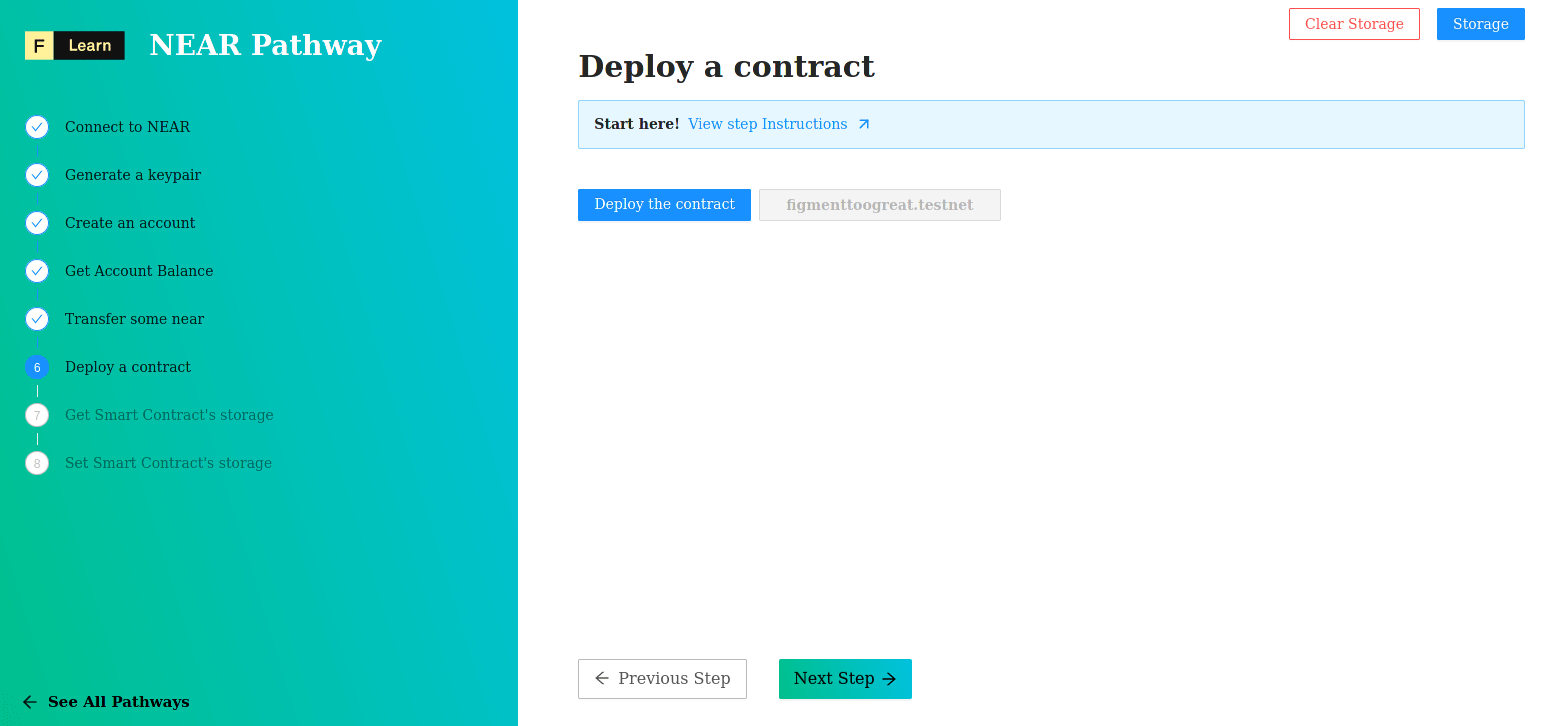 F Learn NEAR Pathway
Connect to NEAR
Generate a keypair
Create an account
Get Account Balance
Transfer some near
6 Deploy a contract
7 Get Smart Contract's storage
8 Set Smart Contract's storage
See All Pathways
Clear Storage Storage
Deploy a contract
Start here! View step Instructions
Deploy the contract figmenttoogreat.testnet
Previous Step Next Step